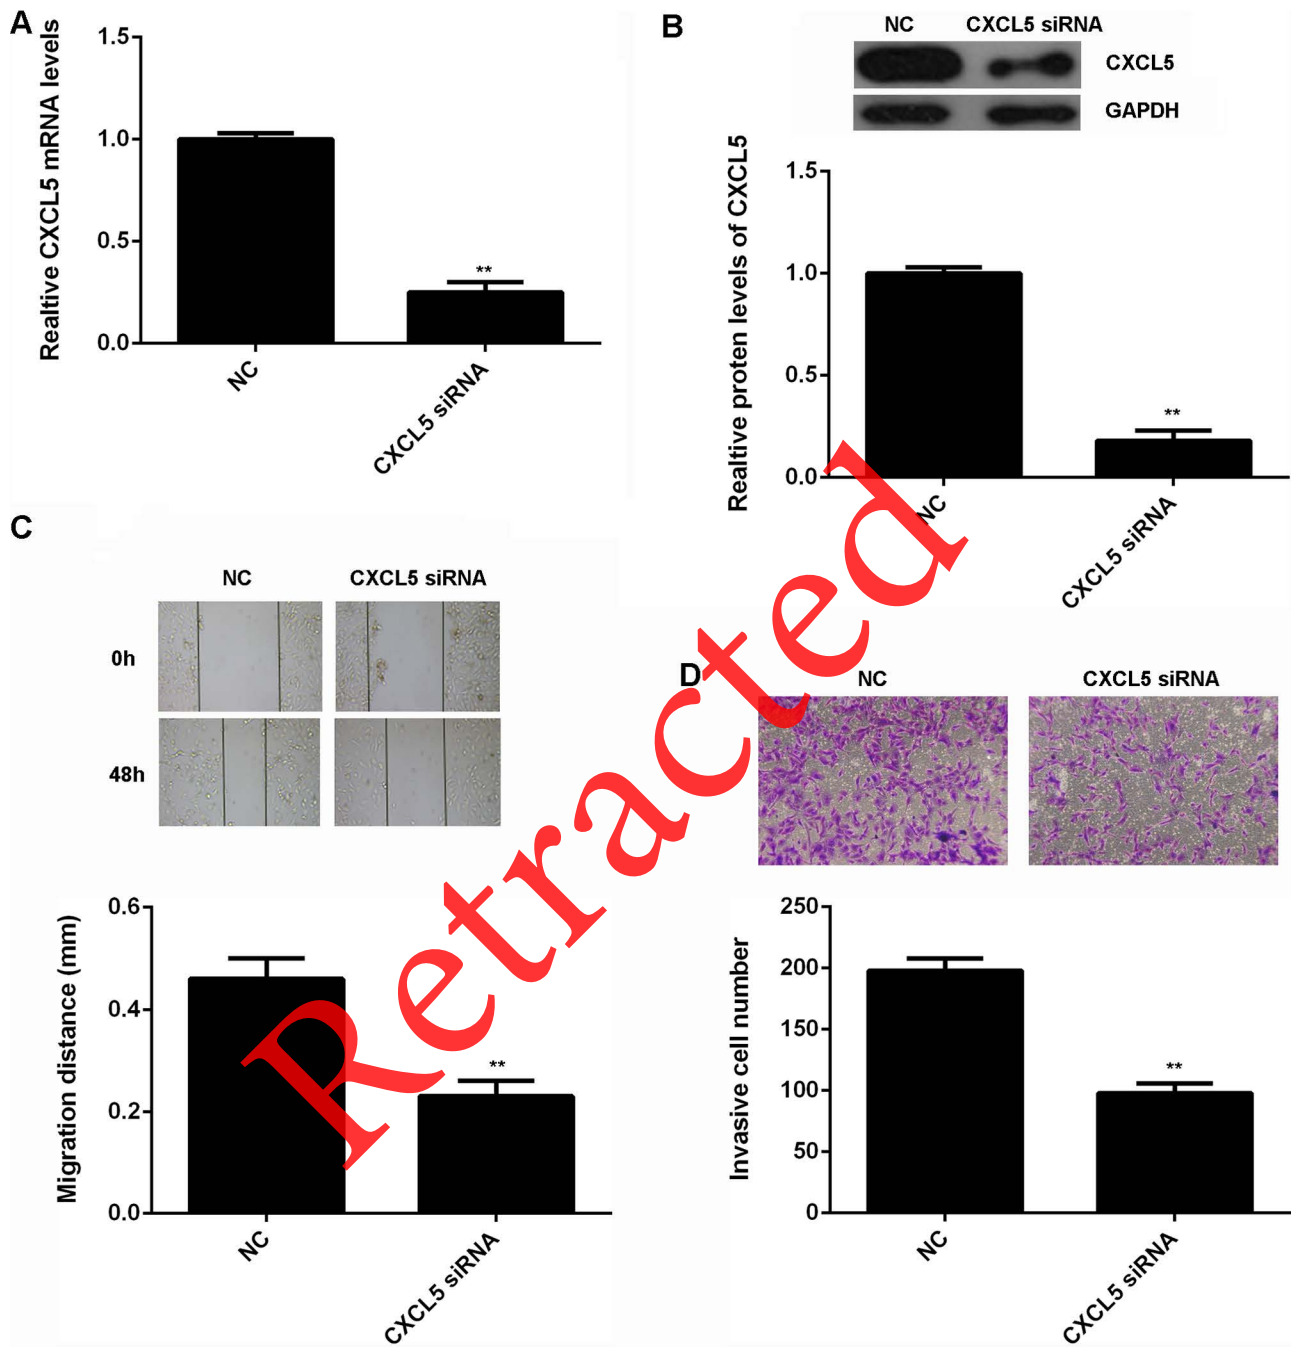 A
Realtive CXCL5 mRNA levels
1.5
1.0
0.5
0.0
**
NC
CXCL5 siRNA
B
NC CXCL5 siRNA
CXCL5
GAPDH
Realtive proten levels of CXCL5
1.5
1.0
0.5
0.0
**
NC
CXCL5 siRNA
C
NC CXCL5 siRNA
0h
48h
Migration distance (mm)
0.6
0.4
0.2
0.0
**
NC
CXCL5 siRNA
D
NC CXCL5 siRNA
Invasive cell number
250
200
150
100
50
0
**
NC
CXCL5 siRNA
Retracted